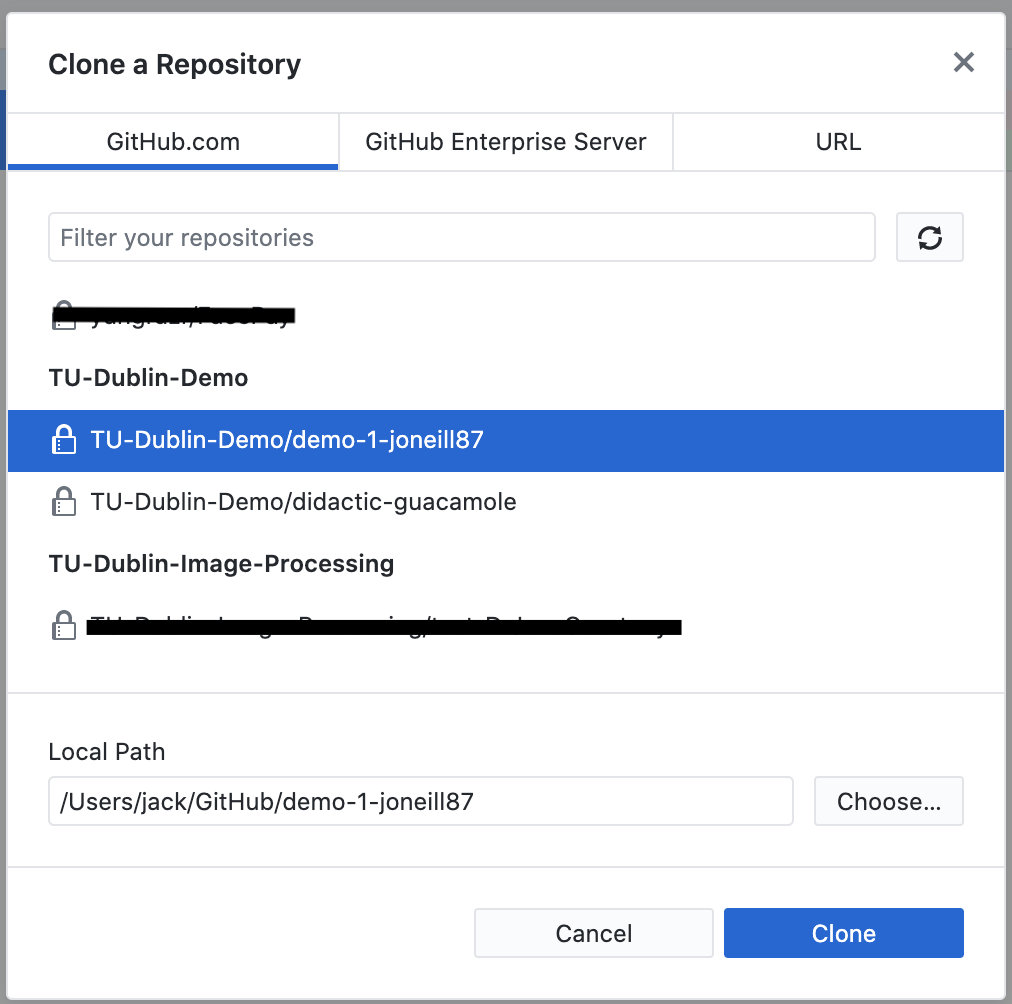 Clone a Repository
GitHub.com
GitHub Enterprise Server
URL
Filter your repositories
TU-Dublin-Demo
TU-Dublin-Demo/demo-1-joneill87
TU-Dublin-Demo/didactic-guacamole
TU-Dublin-Image-Processing
Local Path
/Users/jack/GitHub/demo-1-joneill87
Choose...
Cancel
Clone